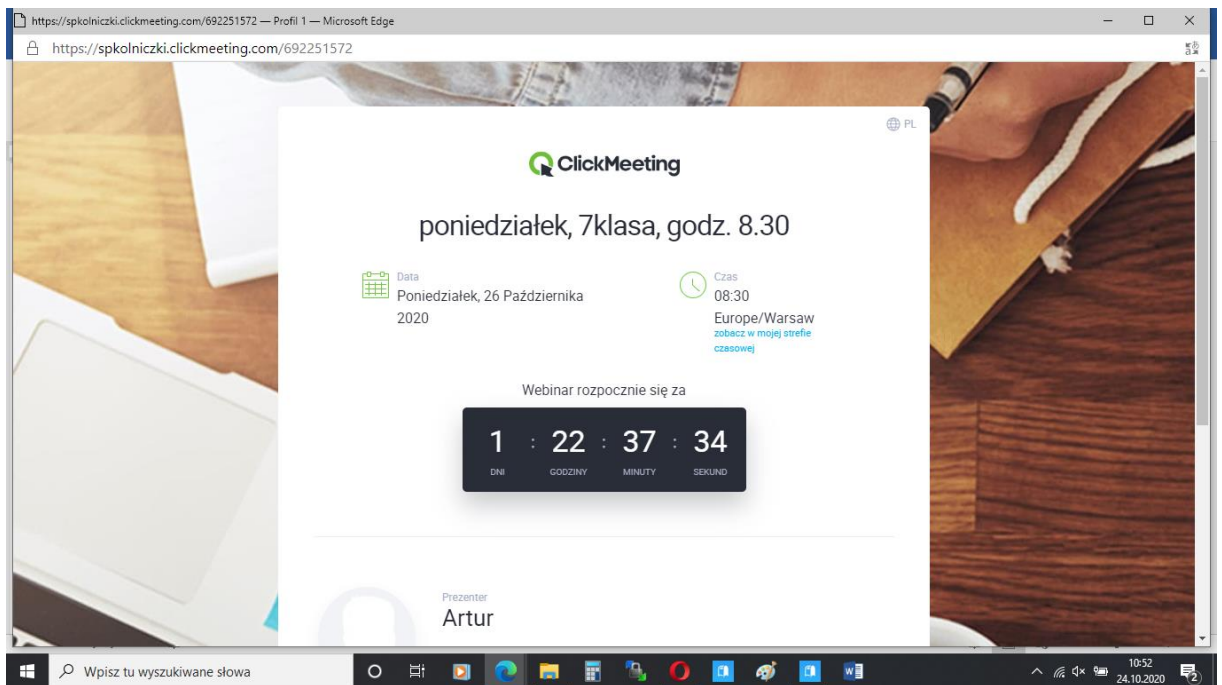 https://spkolniczki.clickmeeting.com/692251572 — Profil 1 — Microsoft Edge
https://spkolniczki.clickmeeting.com/692251572
PL
ClickMeeting
poniedziałek, 7klasa, godz. 8.30
Data
Poniedziałek, 26 Października
2020
Czas
08:30
Europe/Warsaw
zobacz w mojej strefie
czasowej
Webinar rozpocznie się za
1 : 22 : 37 : 34
DNI GODZINY MINUTY SEKUND
Prezenter
Artur
Wpisz tu wyszukiwane słowa
10:52
24.10.2020
2